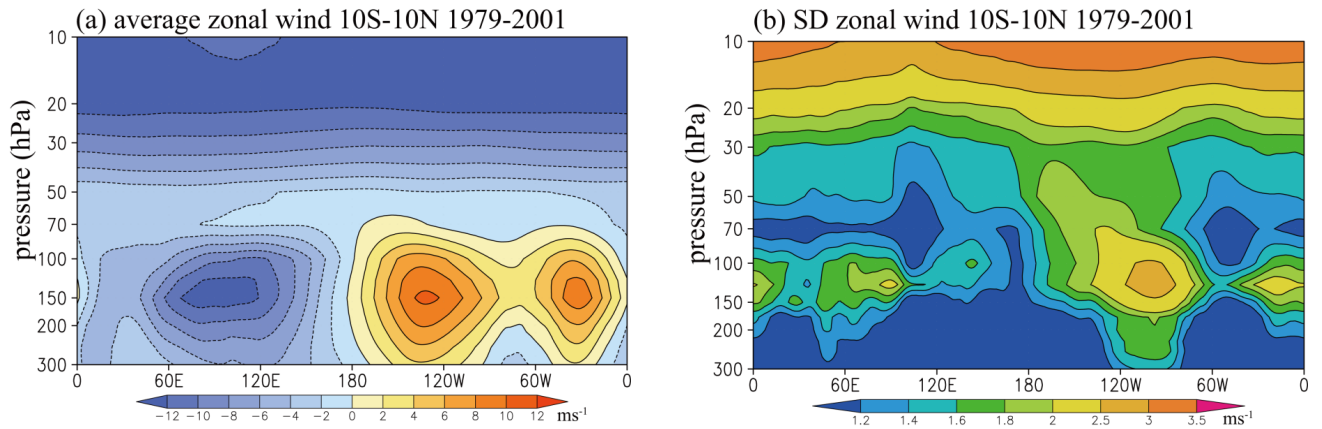 (a) average zonal wind 10S-10N 1979-2001
pressure (hPa)
10
20
30
50
70
100
150
200
300
0 60E 120E 180 120W 60W 0
−12 −10 −8 −6 −4 −2 0 2 4 6 8 10 12 ms⁻¹
(b) SD zonal wind 10S-10N 1979-2001
pressure (hPa)
10
20
30
50
70
100
150
200
300
0 60E 120E 180 120W 60W 0
1.2 1.4 1.6 1.8 2 2.5 3 3.5 ms⁻¹